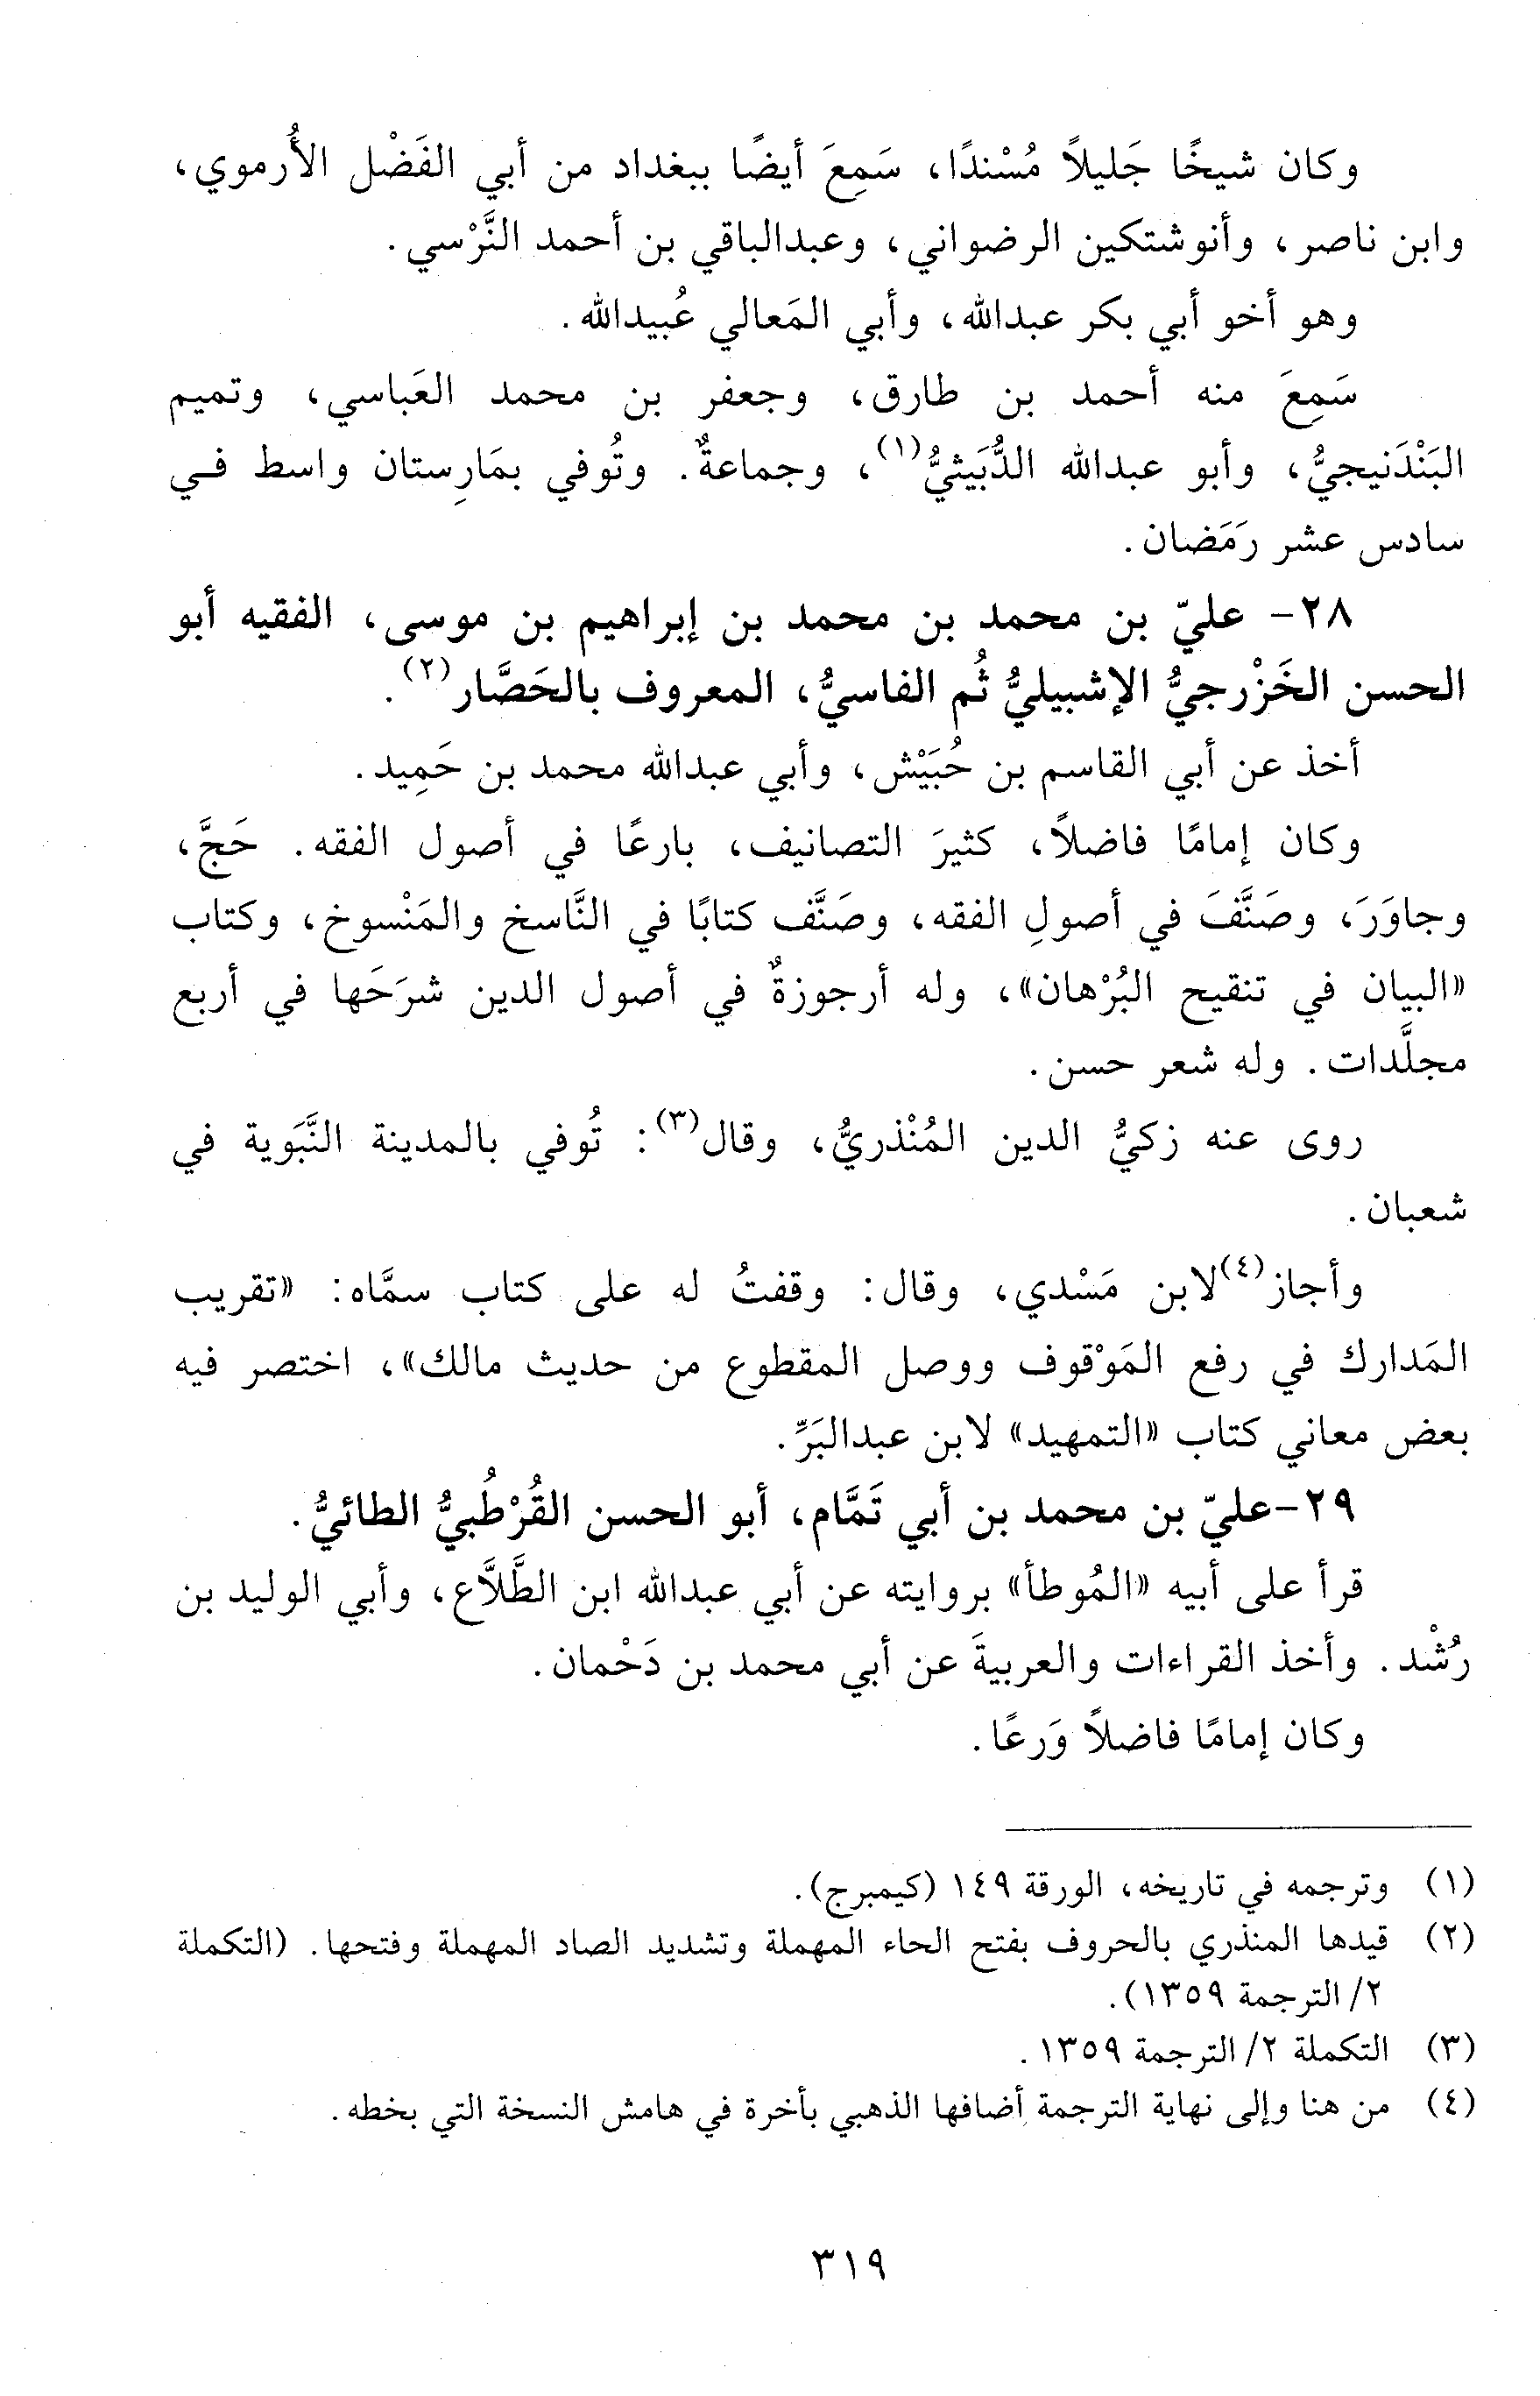 وكان شيخًا جَليلاً مُسْندًا، سَمِعَ أيضًا ببغداد من أبي الفَضْل الأُرموي،
وابن ناصر، وأنوشتكين الرضواني، وعبدالباقي بن أحمد النَّرْسي.
وهو أخو أبي بكر عبدالله، وأبي المَعالي عُبيدالله.
سَمِعَ منه أحمد بن طارق، وجعفر بن محمد العَباسي، وتميم
البَنْدَنيجيُّ، وأبو عبدالله الدُّبَيثيُّ(١)، وجماعةٌ. وتُوفي بمَارِستان واسط في
سادس عشر رَمَضان.
٢٨- عليّ بن محمد بن محمد بن إبراهيم بن موسى، الفقيه أبو
الحسن الخَزْرجيُّ الإشبيليُّ ثُم الفاسيُّ، المعروف بالحَصَّار(٢).
أخذ عن أبي القاسم بن حُبَيْش، وأبي عبدالله محمد بن حَمِيد.
وكان إمامًا فاضلاً، كثيرَ التصانيف، بارعًا في أصول الفقه. حَجَّ،
وجاوَرَ، وصَنَّفَ في أصولِ الفقه، وصَنَّف كتابًا في النَّاسخ والمَنْسوخ، وكتاب
«البيان في تنقيح البُرْهان»، وله أرجوزةٌ في أصول الدين شرَحَها في أربع
مجلَّدات. وله شعر حسن.
روى عنه زكيُّ الدين المُنْذريُّ، وقال(٣): تُوفي بالمدينة النَّبَوية في
شعبان.
وأجاز(٤) لابن مَسْدي، وقال: وقفتُ له على كتاب سمَّاه: «تقريب
المَدارك في رفع المَوْقوف ووصل المقطوع من حديث مالك»، اختصر فيه
بعض معاني كتاب «التمهيد» لابن عبدالبَرِّ.
٢٩-عليّ بن محمد بن أبي تَمَّام، أبو الحسن القُرْطُبيُّ الطائيُّ.
قرأ على أبيه «المُوطأ» بروايته عن أبي عبدالله ابن الطَّلاَّع، وأبي الوليد بن
رُشْد. وأخذ القراءات والعربيةَ عن أبي محمد بن دَحْمان.
وكان إمامًا فاضلاً وَرعًا.
(١) وترجمه في تاريخه، الورقة ١٤٩ (كيمبرج).
(٢) قيدها المنذري بالحروف بفتح الحاء المهملة وتشديد الصاد المهملة وفتحها. (التكملة
٢/ الترجمة ١٣٥٩).
(٣) التكملة ٢/ الترجمة ١٣٥٩.
(٤) من هنا وإلى نهاية الترجمة أضافها الذهبي بأخرة في هامش النسخة التي بخطه.
٣١٩